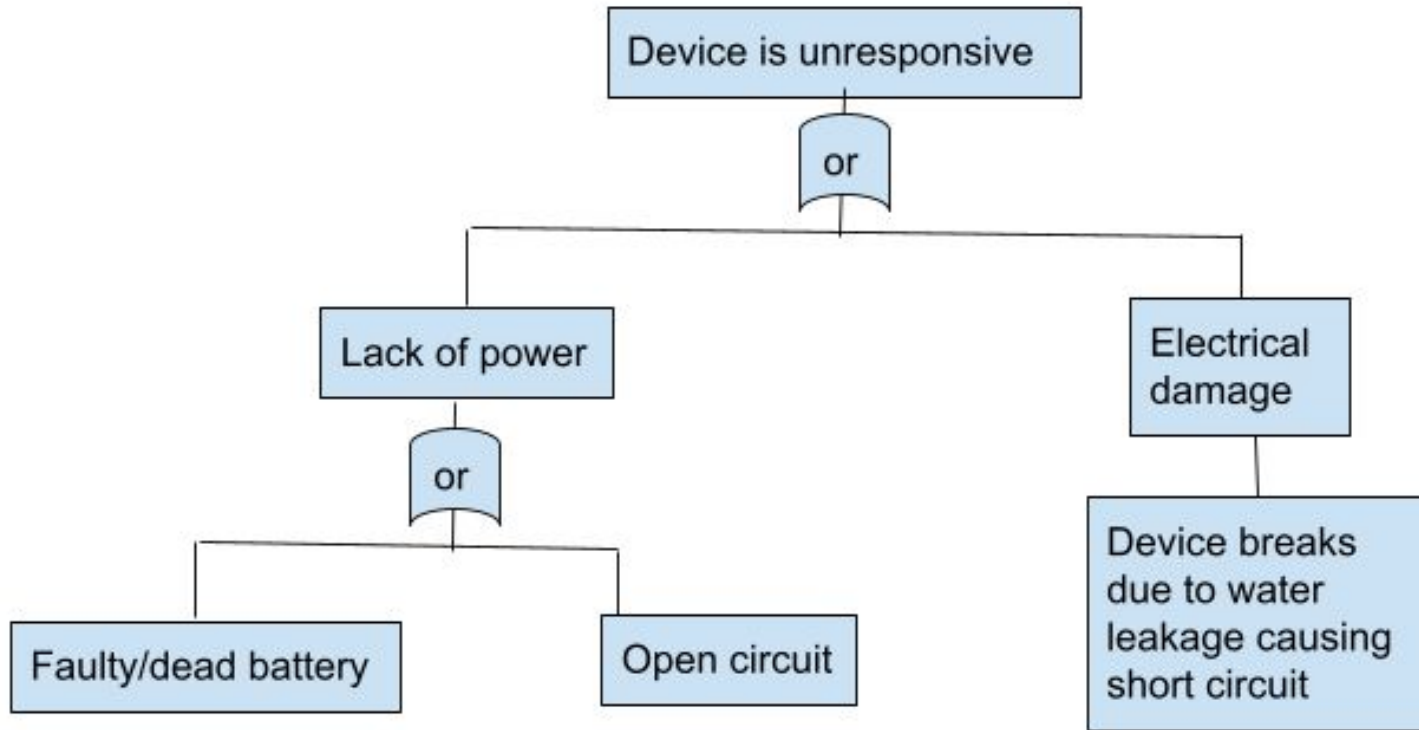 Device is unresponsive
or
Lack of power
Electrical
damage
or
Faulty/dead battery
Open circuit
Device breaks
due to water
leakage causing
short circuit